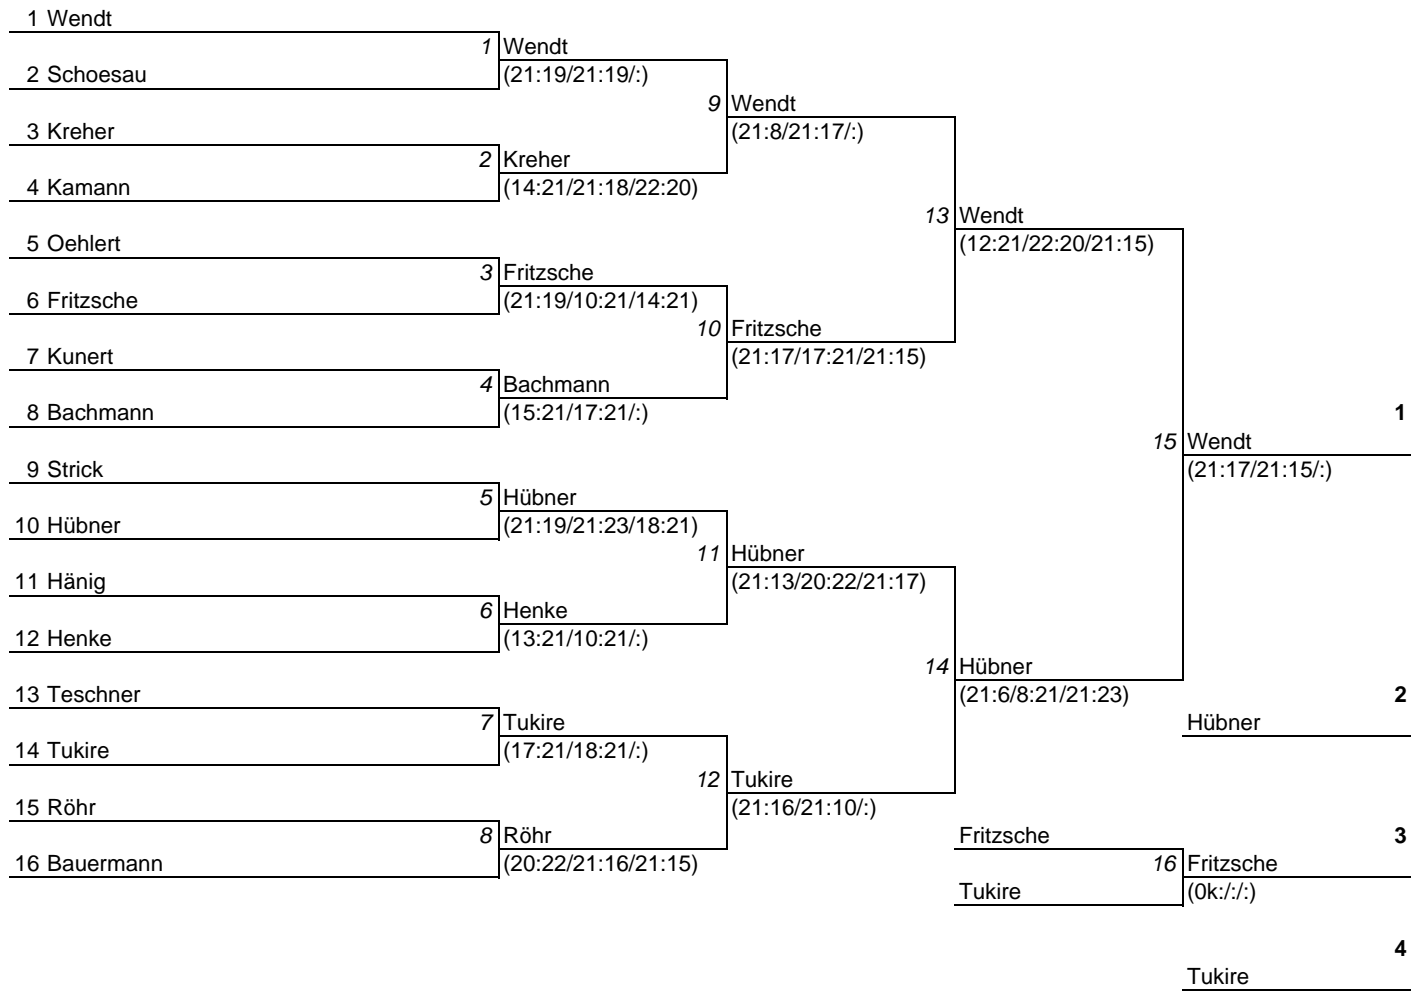 1 Wendt
1 Wendt
2 Schoesau
(21:19/21:19/:)
9 Wendt
3 Kreher
(21:8/21:17/:)
2 Kreher
4 Kamann
(14:21/21:18/22:20)
13 Wendt
5 Oehlert
(12:21/22:20/21:15)
3 Fritzsche
6 Fritzsche
(21:19/10:21/14:21)
10 Fritzsche
7 Kunert
(21:17/17:21/21:15)
4 Bachmann
8 Bachmann
(15:21/17:21/:)
1
15 Wendt
9 Strick
(21:17/21:15/:)
5 Hübner
10 Hübner
(21:19/21:23/18:21)
11 Hübner
11 Hänig
(21:13/20:22/21:17)
6 Henke
12 Henke
(13:21/10:21/:)
14 Hübner
13 Teschner
(21:6/8:21/21:23)
2
7 Tukire
Hübner
14 Tukire
(17:21/18:21/:)
12 Tukire
15 Röhr
(21:16/21:10/:)
8 Röhr
Fritzsche
3
16 Bauermann
(20:22/21:16/21:15)
16 Fritzsche
Tukire
(0k:/:/:)
4
Tukire